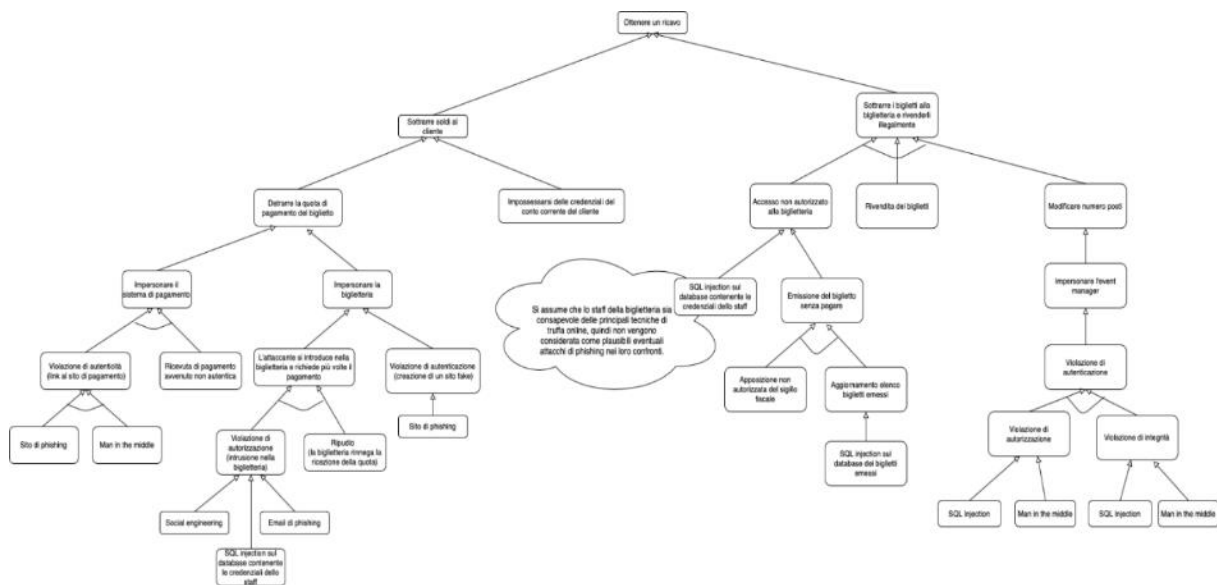 Ottenere un ricavo
Sottrarre soldi al
cliente
Sottrarre i biglietti alla
biglietteria e rivenderli
illegalmente
Detrarre la quota di
pagamento del biglietto
Impossessarsi delle credenziali del
conto corrente del cliente
Accesso non autorizzato
alla biglietteria
Rivendita dei biglietti
Modificare numero posti
Impersonare il
sistema di pagamento
Impersonare la
biglietteria
Si assume che lo staff della biglietteria sia
consapevole delle principali tecniche di
truffa online, quindi non vengono
considerata come plausibili eventuali
attacchi di phishing nei loro confronti.
SQL injection sul
database contenente le
credenziali dello staff
Emissione del biglietto
senza pagare
Impersonare l'event
manager
Violazione di autenticità
(link al sito di pagamento)
Ricevuta di pagamento
avvenuto non autentica
L'attaccante si introduce nella
biglietteria e richiede più volte il
pagamento
Violazione di autenticazione
(creazione di un sito fake)
Apposizione non
autorizzata del sigillo
fiscale
Aggiornamento elenco
biglietti emessi
Violazione di
autenticazione
Sito di phishing
Man in the middle
Violazione di
autorizzazione
(intrusione nella
biglietteria)
Ripudio
(la biglietteria rinnega la
ricezione della quota)
Sito di phishing
SQL injection sul
database dei biglietti
emessi
Violazione di
autorizzazione
Violazione di integrità
Social engineering
Email di phishing
SQL injection sul
database contenente
le credenziali dello
staff
SQL injection
Man in the middle
SQL injection
Man in the middle